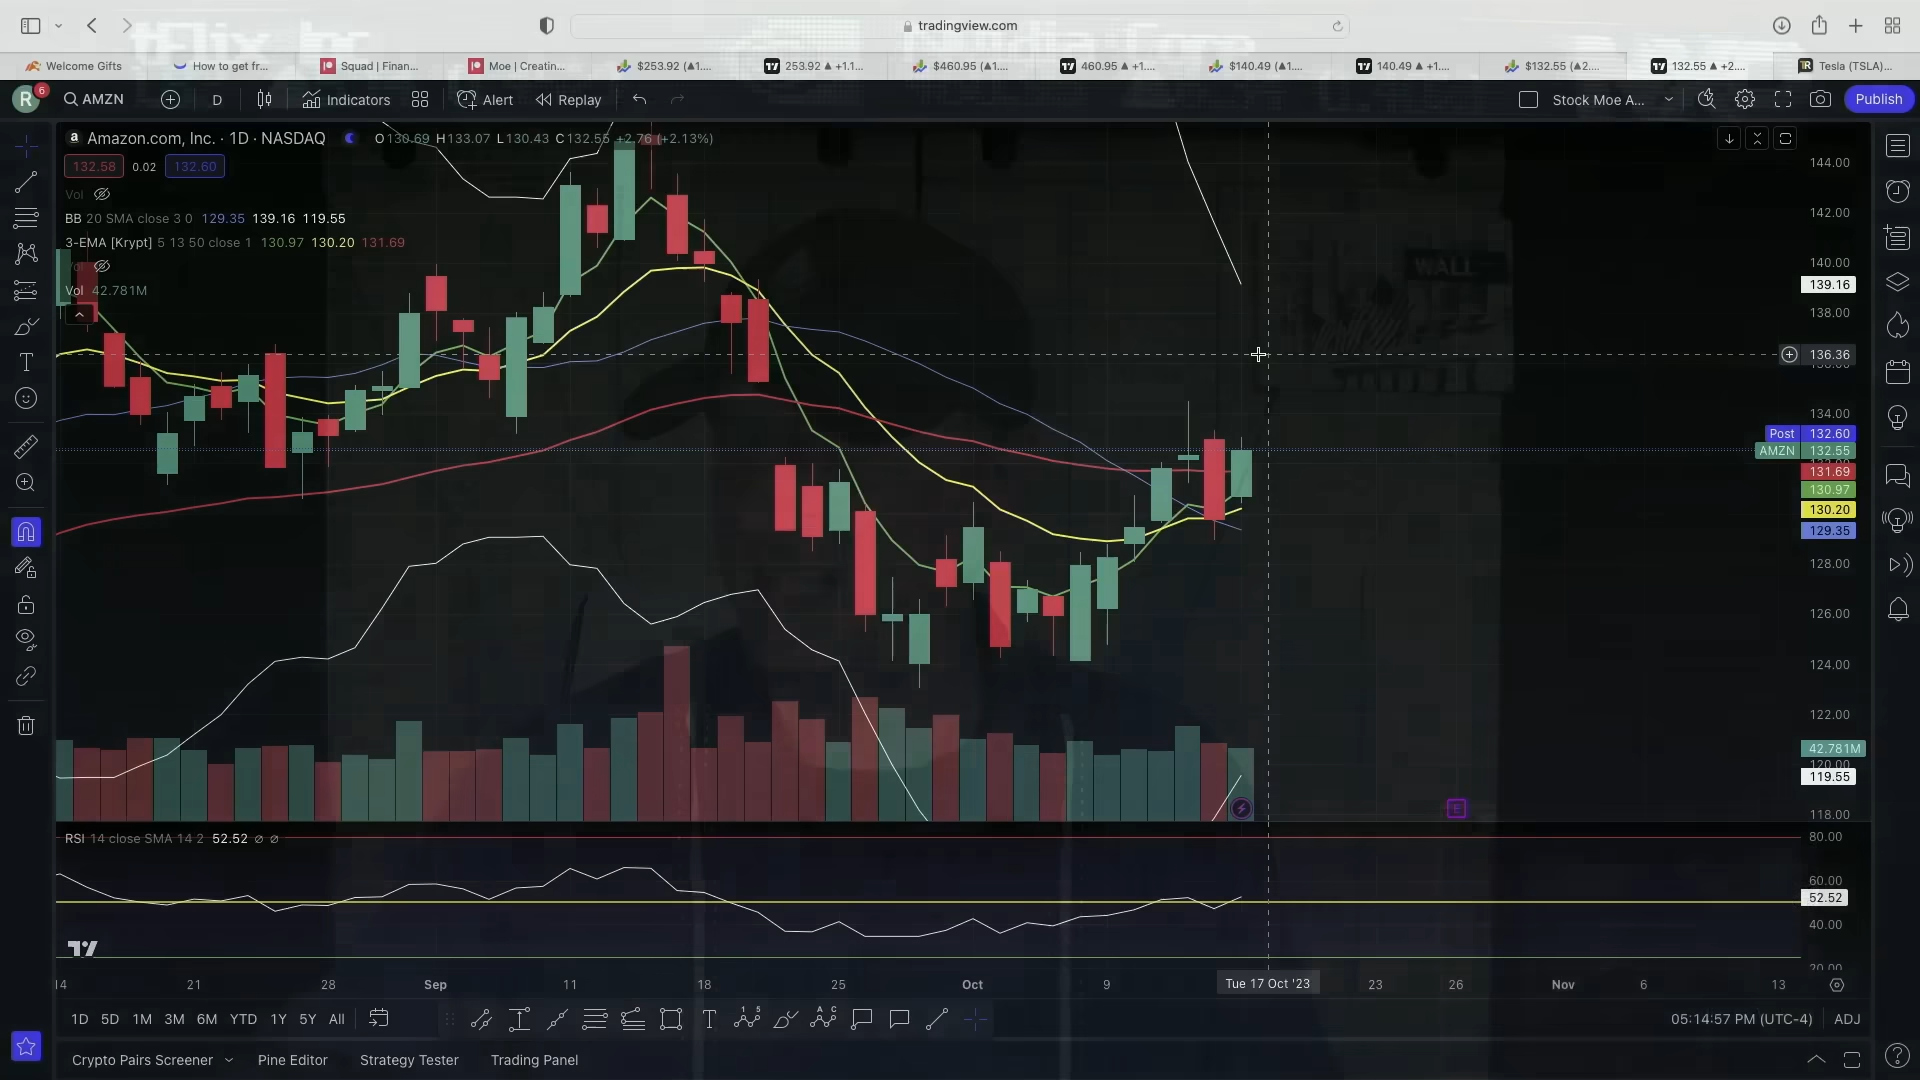 tradingview.com
Welcome Gifts
How to get fr...
Squad | Finan...
Moe | Creatin...
$253.92 (▲1....
253.92 ▲ +1.1...
$460.95 (▲1....
460.95 ▲ +1....
$140.49 (▲1....
140.49 ▲ +1....
$132.55 (▲2....
132.55 ▲ +2....
Tesla (TSLA)...
R 6
AMZN
D
Indicators
Alert
Replay
Stock Moe A...
Publish
Amazon.com, Inc. · 1D · NASDAQ
O130.69 H133.07 L130.43 C132.55 +2.76 (+2.13%)
132.58 0.02 132.60
Vol
BB 20 SMA close 3 0 129.35 139.16 119.55
3-EMA [Krypt] 5 13 50 close 1 130.97 130.20 131.69
Vol 42.781M
144.00
142.00
140.00
139.16
138.00
136.36
134.00
Post 132.60
AMZN 132.55
131.69
130.97
130.20
129.35
128.00
126.00
124.00
122.00
42.781M
120.00
119.55
118.00
WALL
E
RSI 14 close SMA 14 2 52.52 ∅ ∅
80.00
60.00
52.52
40.00
20.00
14 21 28 Sep 11 18 25 Oct 9 Tue 17 Oct '23 23 26 Nov 6 13
1D 5D 1M 3M 6M YTD 1Y 5Y All
05:14:57 PM (UTC-4) ADJ
Crypto Pairs Screener Pine Editor Strategy Tester Trading Panel